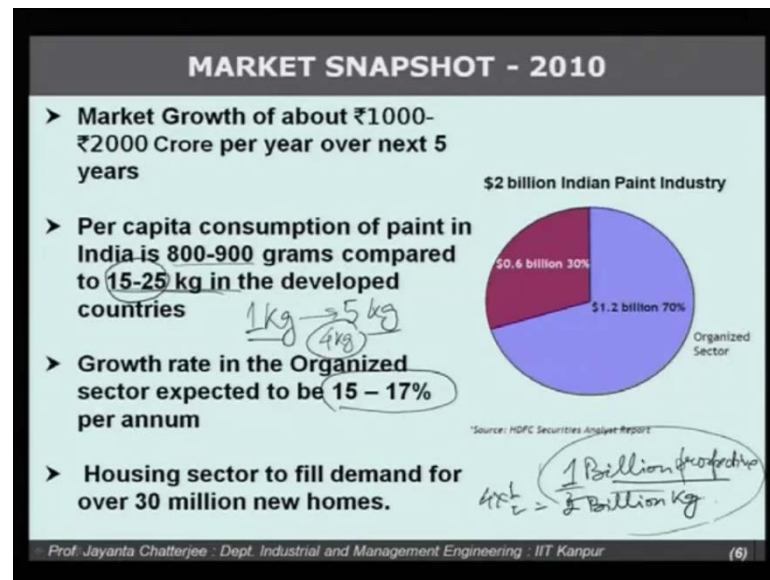 MARKET SNAPSHOT - 2010
➤ Market Growth of about ₹1000-
₹2000 Crore per year over next 5
years
➤ Per capita consumption of paint in
India is 800-900 grams compared
to 15-25 kg in the developed
countries
1kg → 5 kg
4kg
➤ Growth rate in the Organized
sector expected to be 15 – 17%
per annum
➤ Housing sector to fill demand for
over 30 million new homes.
$2 billion Indian Paint Industry
$0.6 billion 30%
$1.2 billion 70%
Organized
Sector
*Source: HDFC Securities Analyst Report
1 Billion prospective
Billion Kg
Prof. Jayanta Chatterjee : Dept. Industrial and Management Engineering : IIT Kanpur (6)